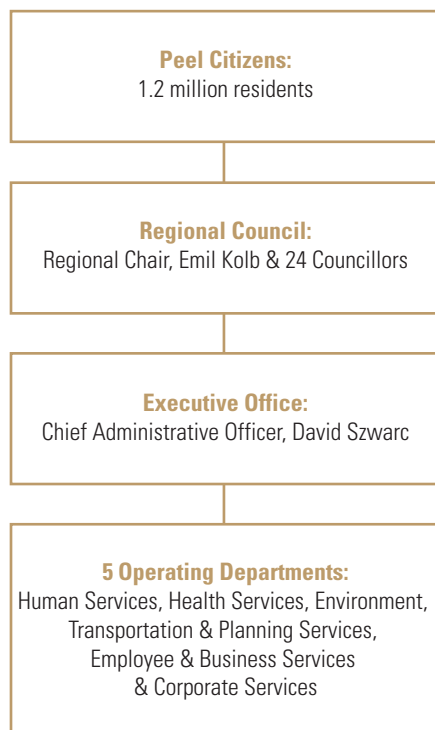 Peel Citizens:
1.2 million residents
Regional Council:
Regional Chair, Emil Kolb & 24 Councillors
Executive Office:
Chief Administrative Officer, David Szwarc
5 Operating Departments:
Human Services, Health Services, Environment,
Transportation & Planning Services,
Employee & Business Services
& Corporate Services